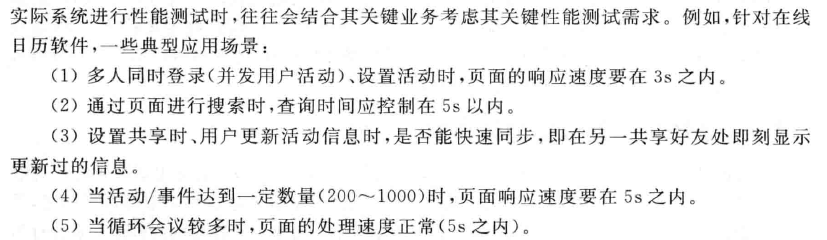 实际系统进行性能测试时,往往会结合其关键业务考虑其关键性能测试需求。例如,针对在线
日历软件,一些典型应用场景:
(1) 多人同时登录(并发用户活动)、设置活动时,页面的响应速度要在 3s 之内。
(2) 通过页面进行搜索时,查询时间应控制在 5s 以内。
(3) 设置共享时、用户更新活动信息时,是否能快速同步,即在另一共享好友处即刻显示
更新过的信息。
(4) 当活动/事件达到一定数量(200～1000)时,页面响应速度要在 5s 之内。
(5) 当循环会议较多时,页面的处理速度正常(5s 之内)。